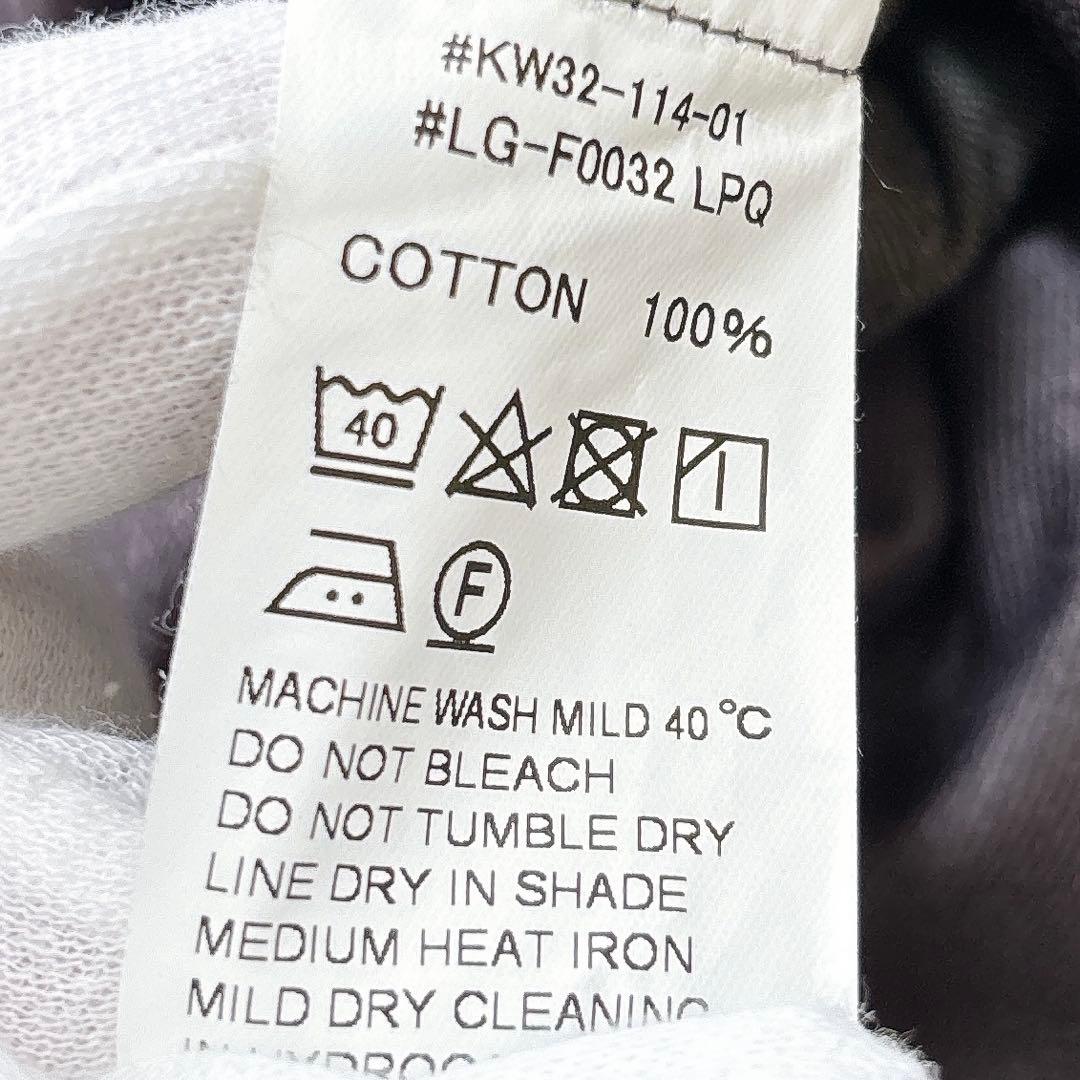 #KW32-114-01
#LG-F0032 LPQ
COTTON 100%
40
F
MACHINE WASH MILD 40 °C
DO NOT BLEACH
DO NOT TUMBLE DRY
LINE DRY IN SHADE
MEDIUM HEAT IRON
MILD DRY CLEANING
IN